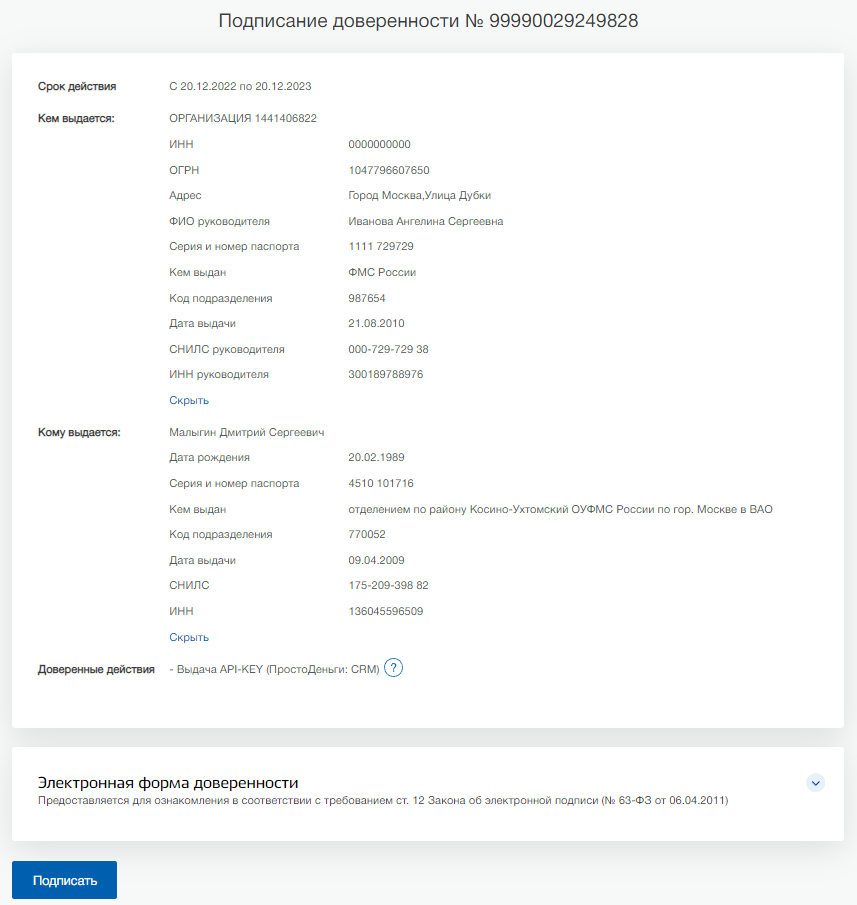 Подписание доверенности № 99990029249828
Срок действия С 20.12.2022 по 20.12.2023
Кем выдается: ОРГАНИЗАЦИЯ 1441406822
ИНН 0000000000
ОГРН 1047796607650
Адрес Город Москва,Улица Дубки
ФИО руководителя Иванова Ангелина Сергеевна
Серия и номер паспорта 1111 729729
Кем выдан ФМС России
Код подразделения 987654
Дата выдачи 21.08.2010
СНИЛС руководителя 000-729-729 38
ИНН руководителя 300189788976
Скрыть
Кому выдается: Малыгин Дмитрий Сергеевич
Дата рождения 20.02.1989
Серия и номер паспорта 4510 101716
Кем выдан отделением по району Косино-Ухтомский ОУФМС России по гор. Москве в ВАО
Код подразделения 770052
Дата выдачи 09.04.2009
СНИЛС 175-209-398 82
ИНН 136045596509
Скрыть
Доверенные действия - Выдача API-KEY (ПростоДеньги: CRM) ?
Электронная форма доверенности
Предоставляется для ознакомления в соответствии с требованием ст. 12 Закона об электронной подписи (№ 63-ФЗ от 06.04.2011)
Подписать